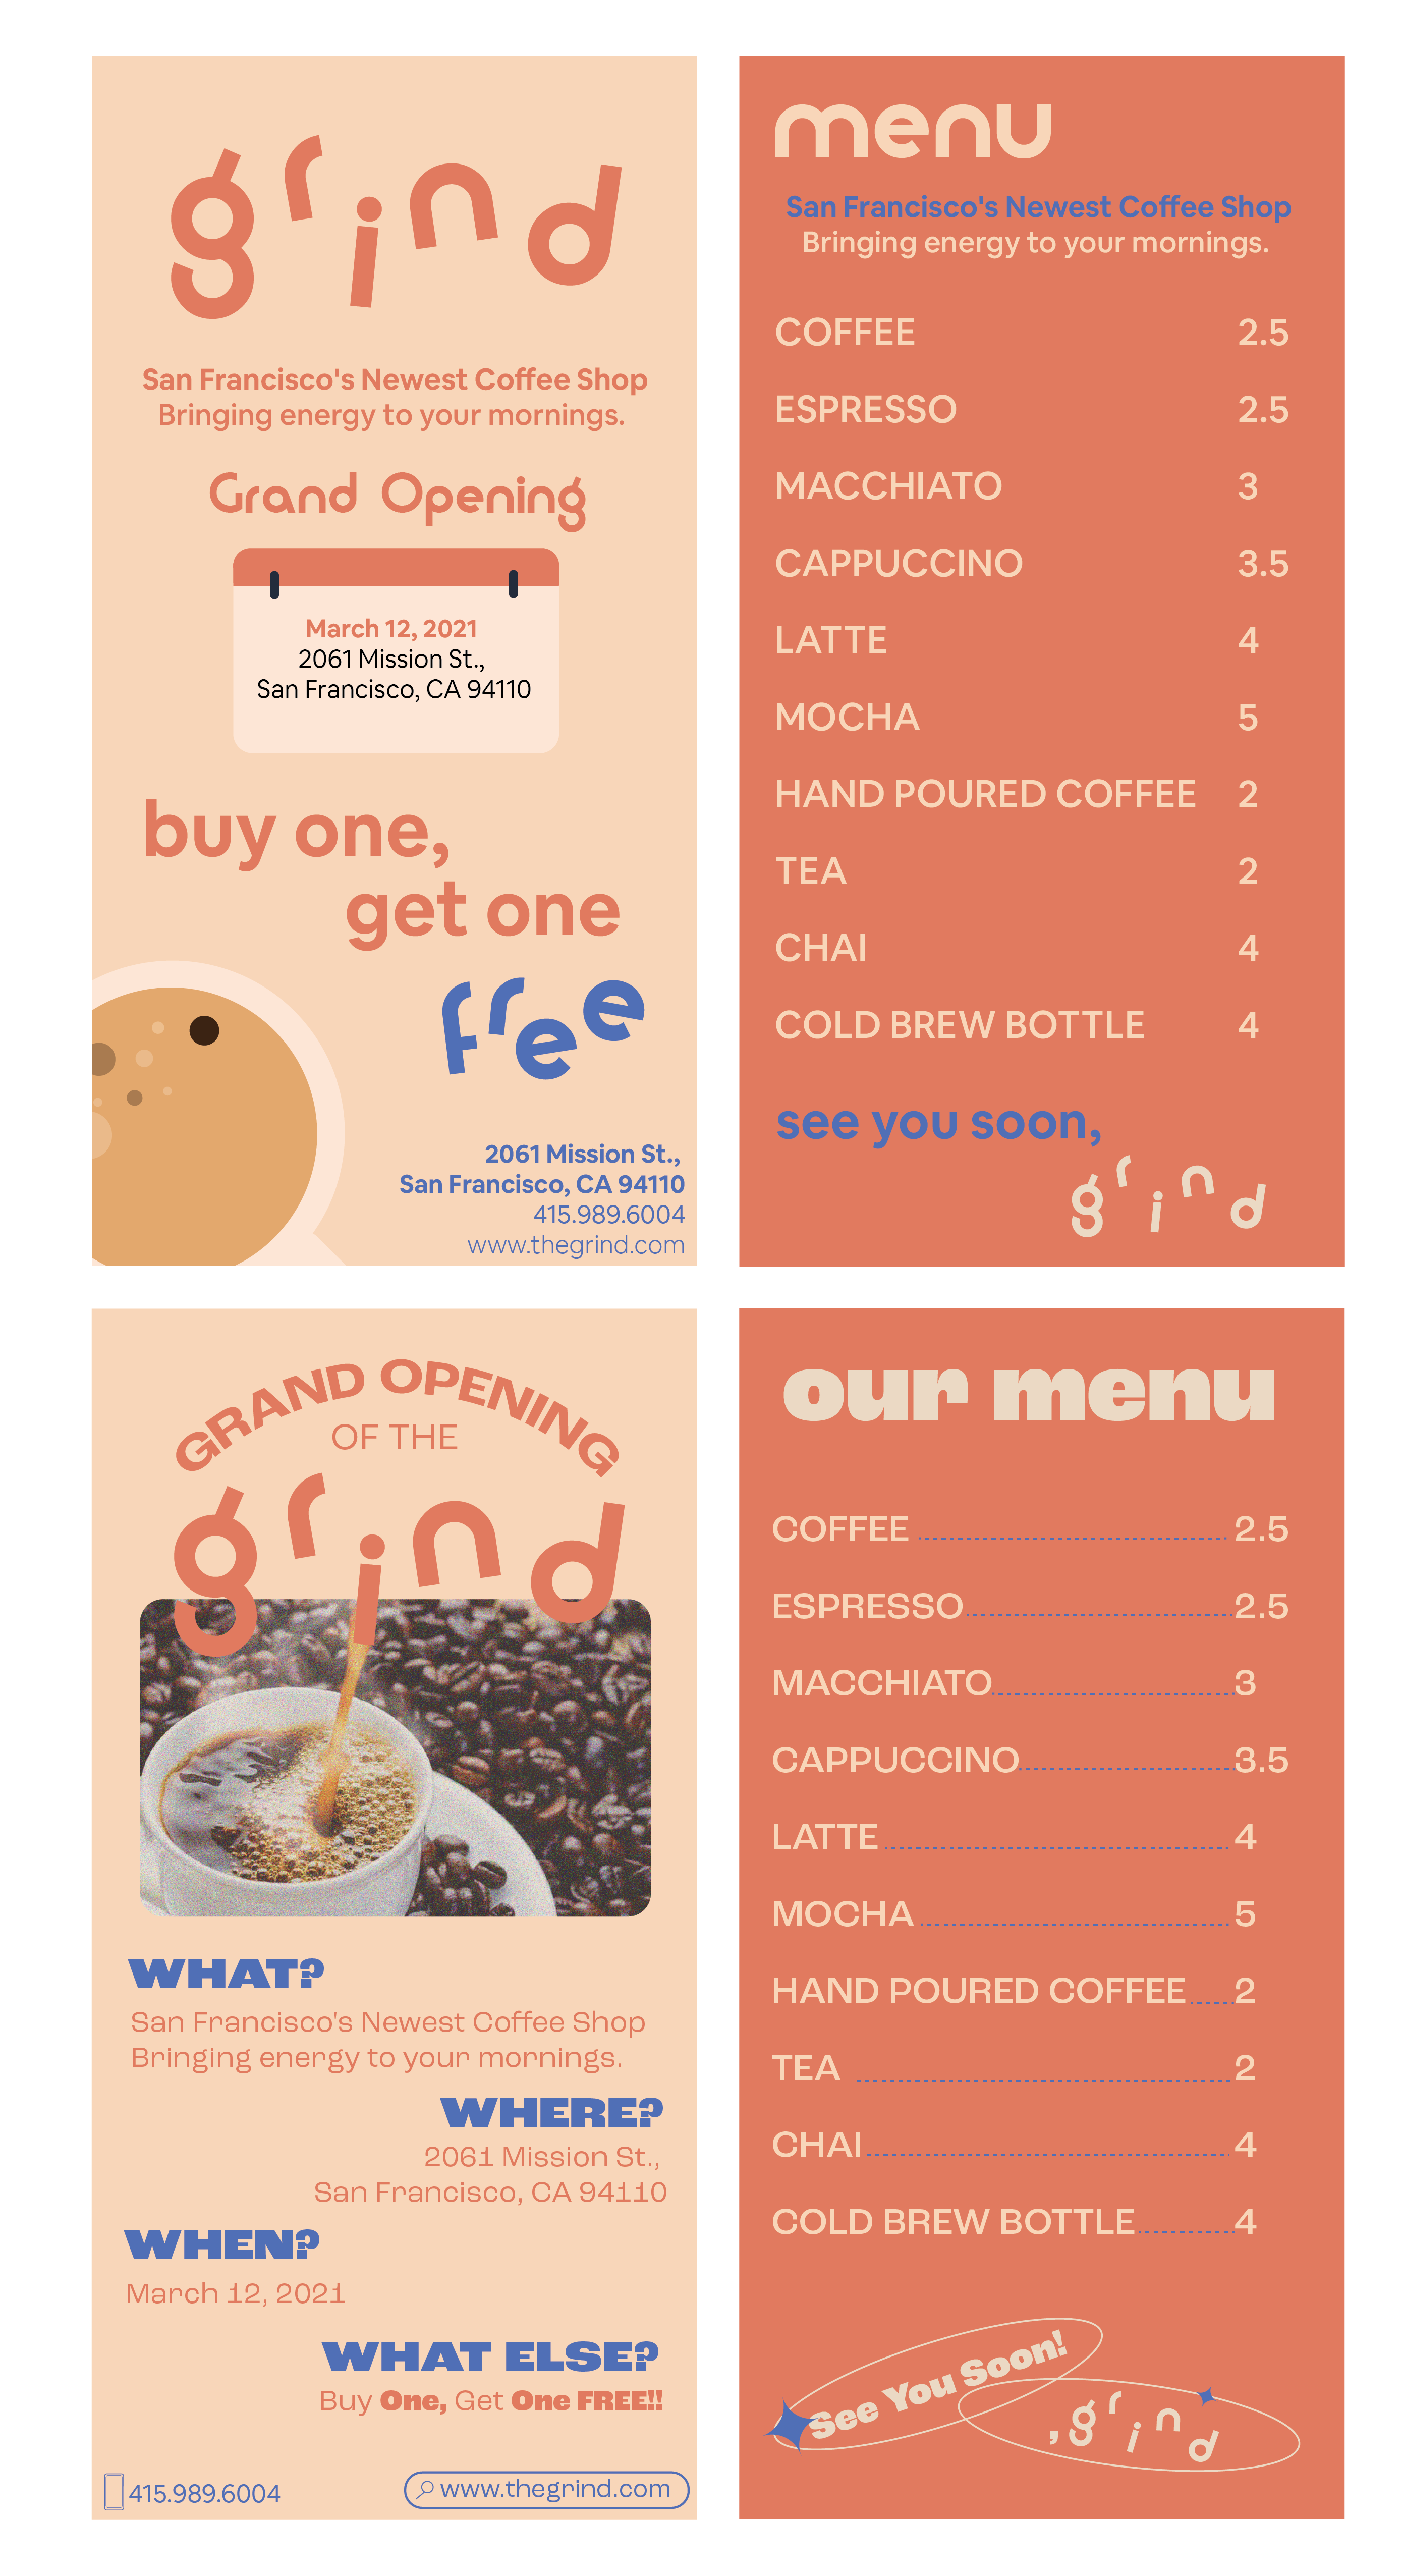 grind
San Francisco's Newest Coffee Shop
Bringing energy to your mornings.
Grand Opening
March 12, 2021
2061 Mission St.,
San Francisco, CA 94110
buy one,
get one
free
2061 Mission St.,
San Francisco, CA 94110
415.989.6004
www.thegrind.com
menu
San Francisco's Newest Coffee Shop
Bringing energy to your mornings.
COFFEE 2.5
ESPRESSO 2.5
MACCHIATO 3
CAPPUCCINO 3.5
LATTE 4
MOCHA 5
HAND POURED COFFEE 2
TEA 2
CHAI 4
COLD BREW BOTTLE 4
see you soon,
grind
GRAND OPENING
OF THE
grind
WHAT?
San Francisco's Newest Coffee Shop
Bringing energy to your mornings.
WHERE?
2061 Mission St.,
San Francisco, CA 94110
WHEN?
March 12, 2021
WHAT ELSE?
Buy One, Get One FREE!!
415.989.6004
www.thegrind.com
our menu
COFFEE 2.5
ESPRESSO 2.5
MACCHIATO 3
CAPPUCCINO 3.5
LATTE 4
MOCHA 5
HAND POURED COFFEE 2
TEA 2
CHAI 4
COLD BREW BOTTLE 4
See You Soon!
,grind